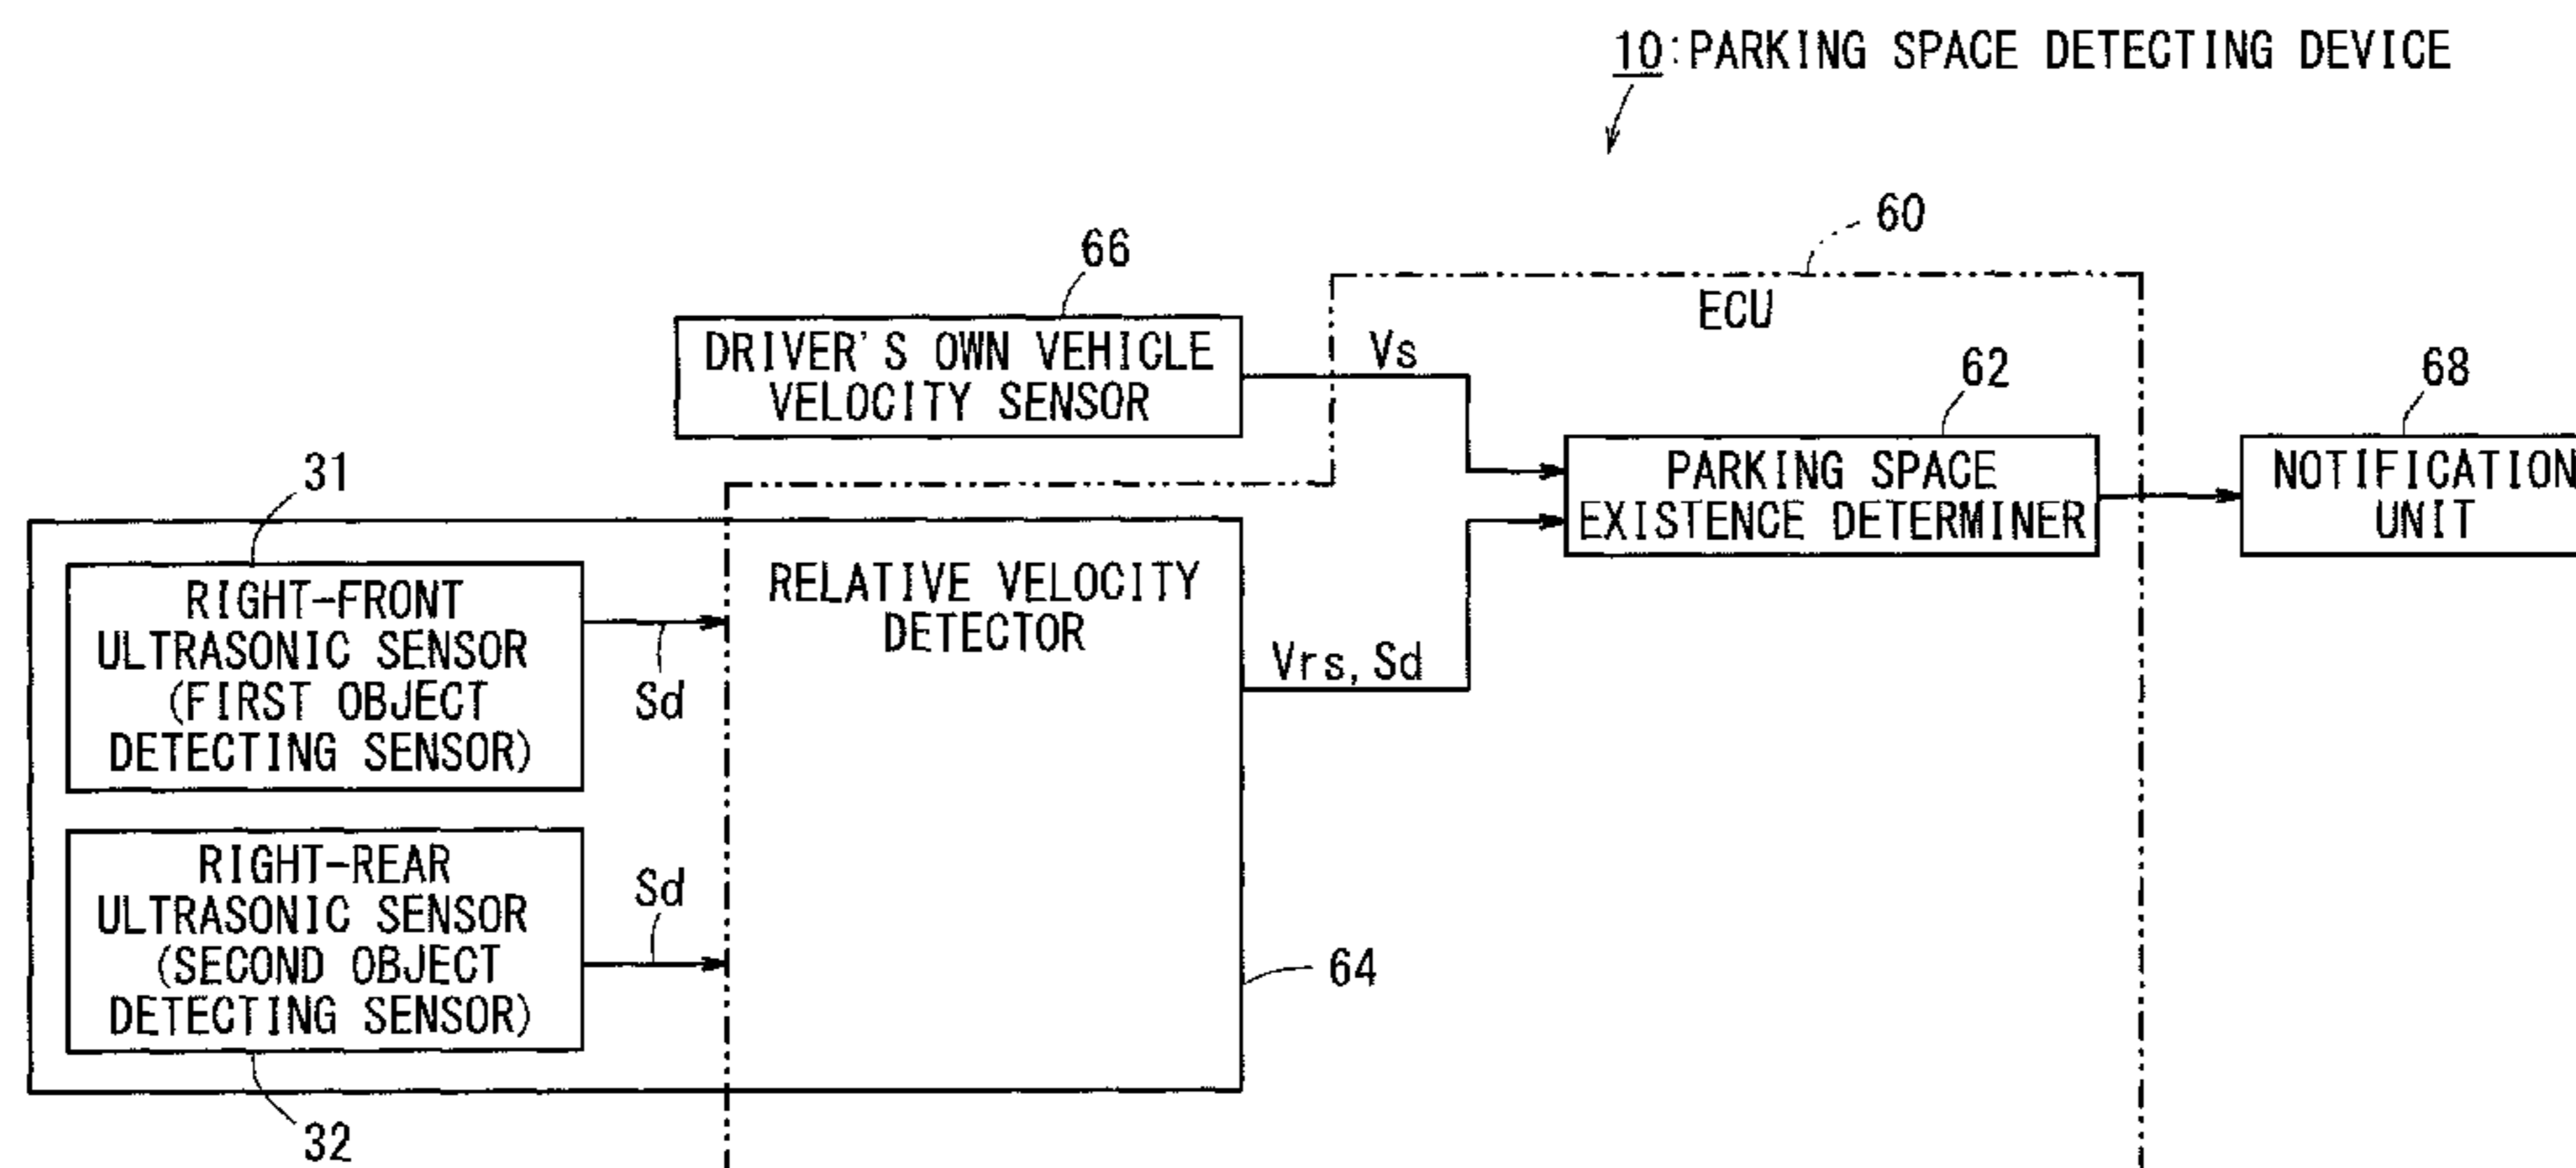 10:PARKING SPACE DETECTING DEVICE
60
ECU
66
DRIVER'S OWN VEHICLE
VELOCITY SENSOR
Vs
62
PARKING SPACE
EXISTENCE DETERMINER
68
NOTIFICATION
UNIT
31
RIGHT-FRONT
ULTRASONIC SENSOR
(FIRST OBJECT
DETECTING SENSOR)
Sd
RELATIVE VELOCITY
DETECTOR
Vrs, Sd
RIGHT-REAR
ULTRASONIC SENSOR
(SECOND OBJECT
DETECTING SENSOR)
Sd
64
32